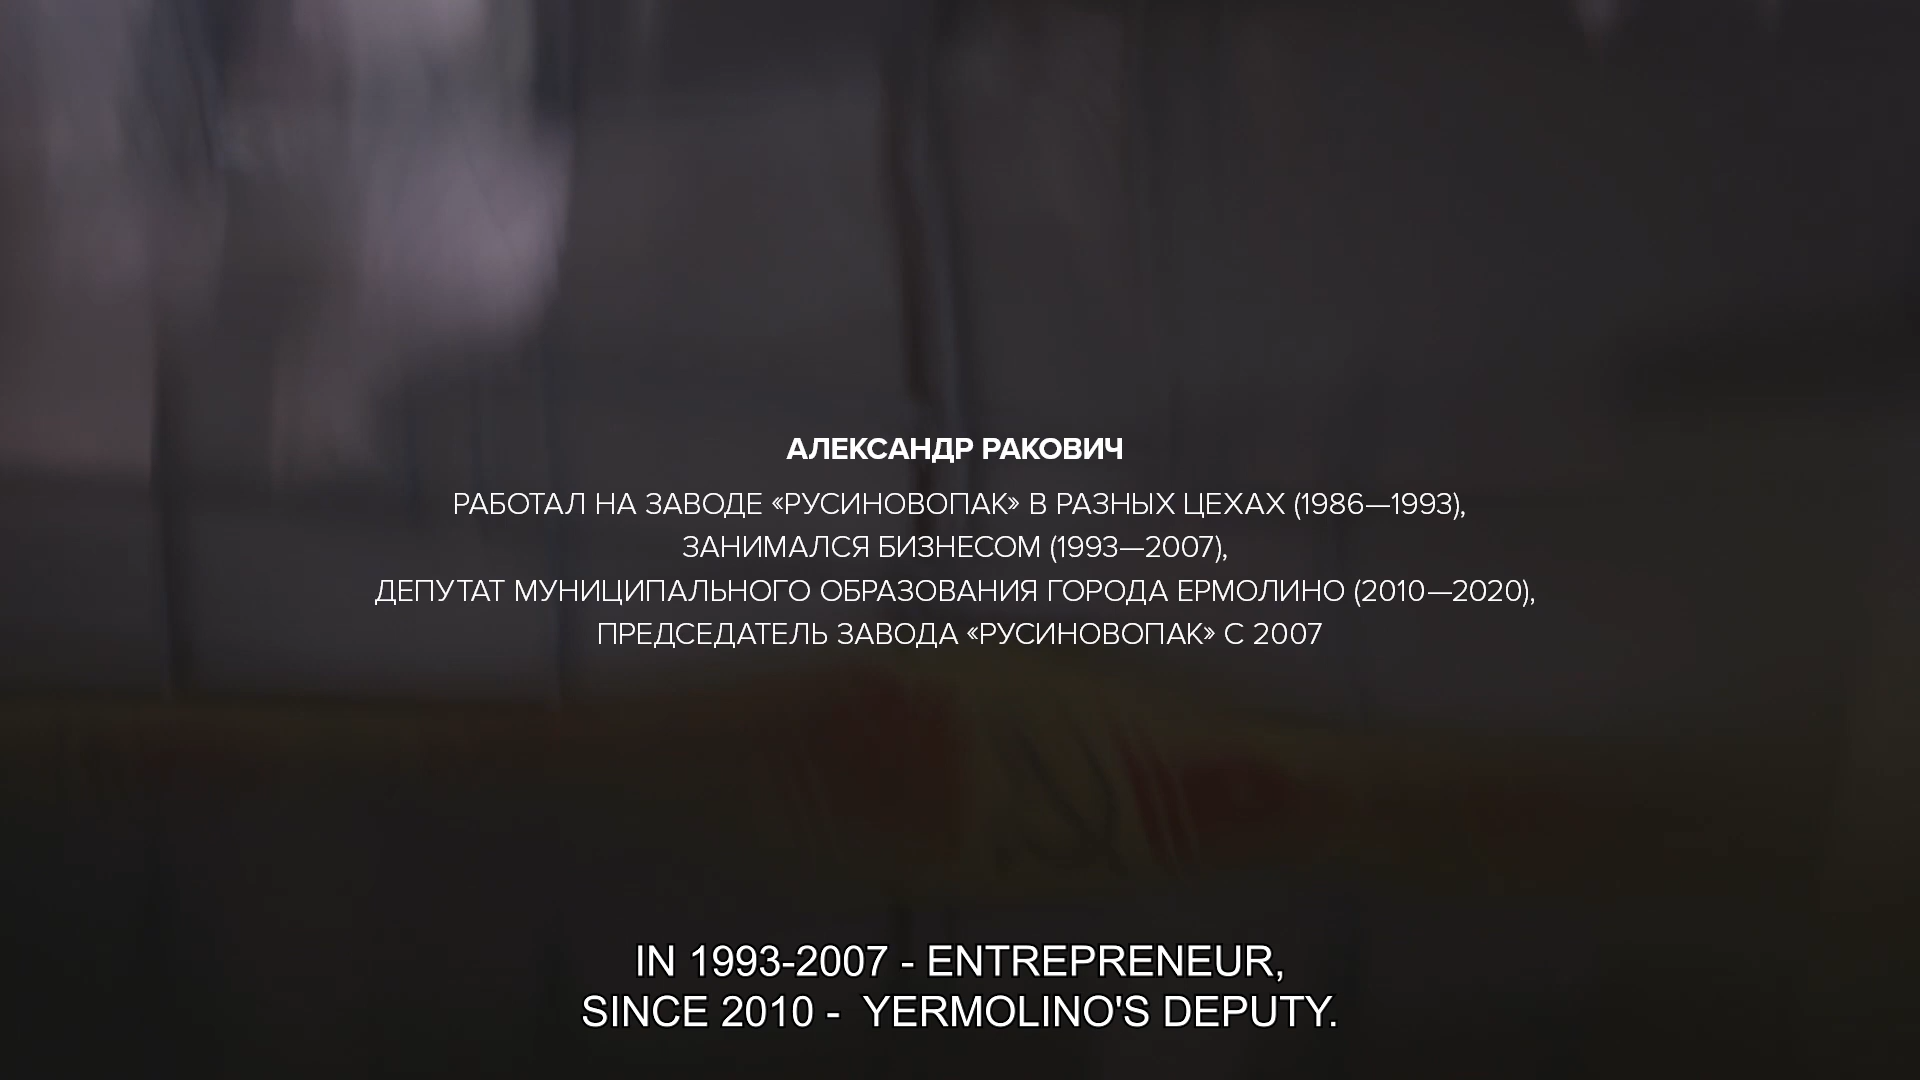 АЛЕКСАНДР РАКОВИЧ
РАБОТАЛ НА ЗАВОДЕ «РУСИНОВОПАК» В РАЗНЫХ ЦЕХАХ (1986—1993),
ЗАНИМАЛСЯ БИЗНЕСОМ (1993—2007),
ДЕПУТАТ МУНИЦИПАЛЬНОГО ОБРАЗОВАНИЯ ГОРОДА ЕРМОЛИНО (2010—2020),
ПРЕДСЕДАТЕЛЬ ЗАВОДА «РУСИНОВОПАК» С 2007
IN 1993-2007 - ENTREPRENEUR,
SINCE 2010 -  YERMOLINO'S DEPUTY.